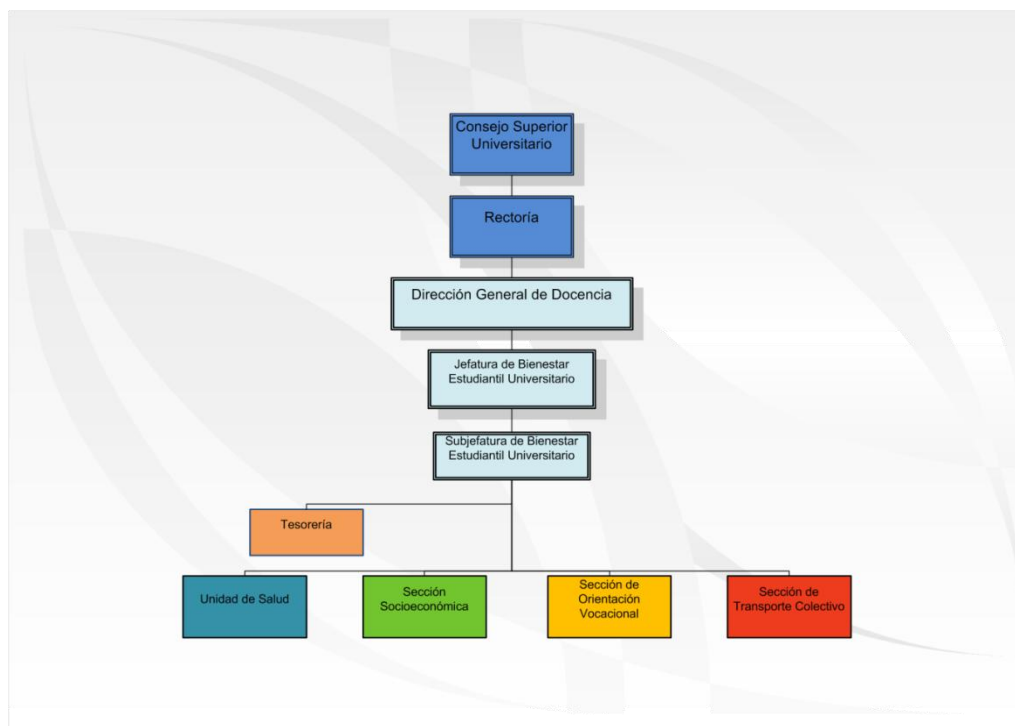 Consejo Superior
Universitario
Rectoría
Dirección General de Docencia
Jefatura de Bienestar
Estudiantil Universitario
Subjefatura de Bienestar
Estudiantil Universitario
Tesorería
Unidad de Salud
Sección
Socioeconómica
Sección de
Orientación
Vocacional
Sección de
Transporte Colectivo